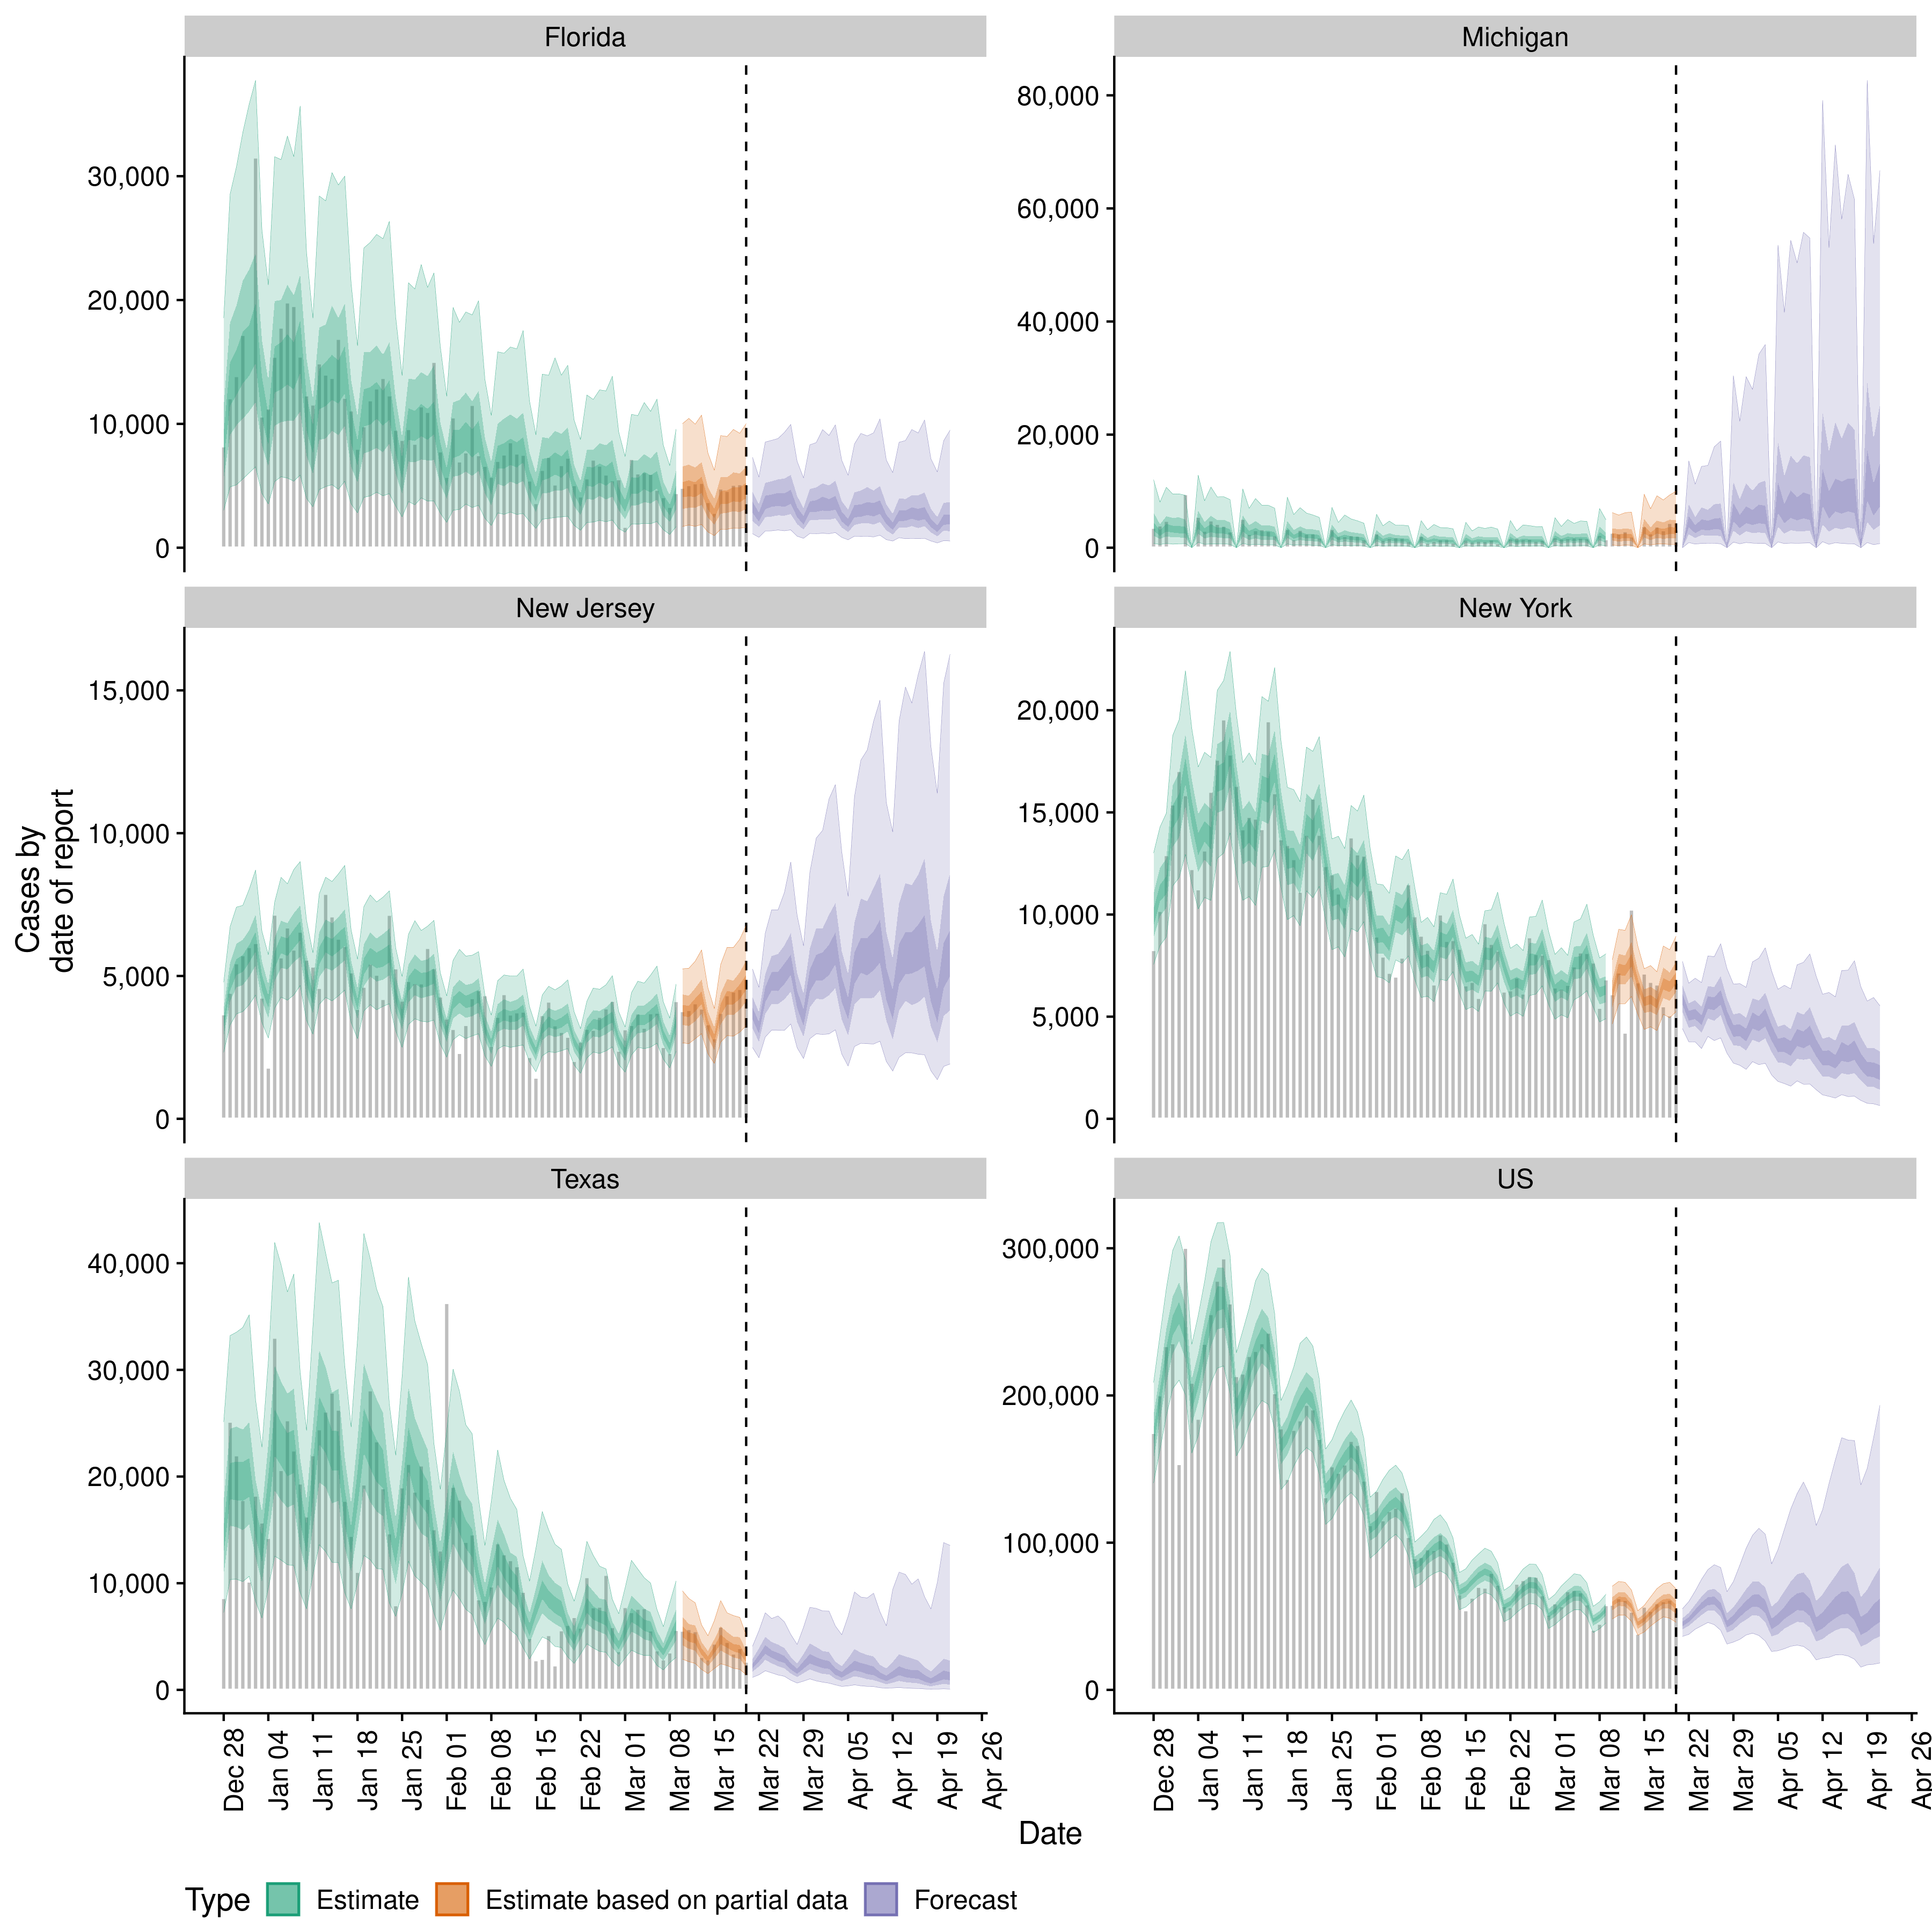 Florida
Michigan
30,000
20,000
10,000
0
80,000
60,000
40,000
20,000
0
New Jersey
New York
15,000
10,000
5,000
0
20,000
15,000
10,000
5,000
0
Cases by
date of report
Texas
US
40,000
30,000
20,000
10,000
0
300,000
200,000
100,000
0
Dec 28
Jan 04
Jan 11
Jan 18
Jan 25
Feb 01
Feb 08
Feb 15
Feb 22
Mar 01
Mar 08
Mar 15
Mar 22
Mar 29
Apr 05
Apr 12
Apr 19
Apr 26
Dec 28
Jan 04
Jan 11
Jan 18
Jan 25
Feb 01
Feb 08
Feb 15
Feb 22
Mar 01
Mar 08
Mar 15
Mar 22
Mar 29
Apr 05
Apr 12
Apr 19
Apr 26
Date
Type Estimate Estimate based on partial data Forecast